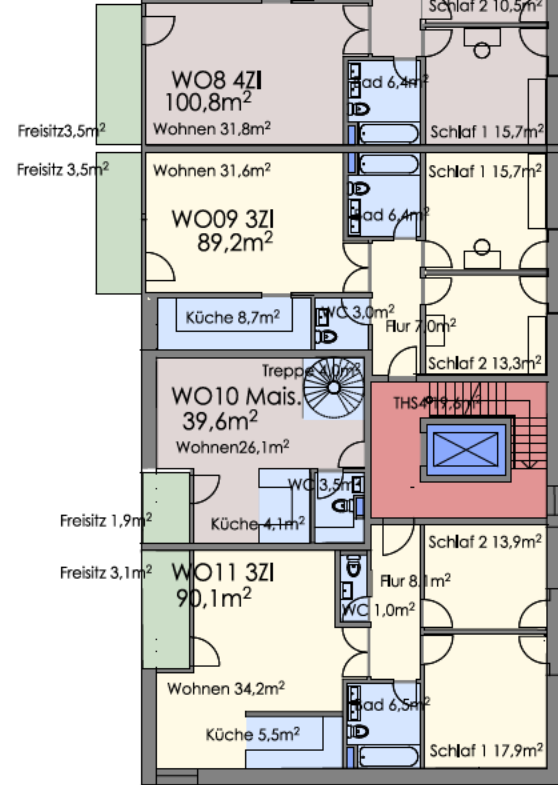 Schlaf 2 10,5m²
WO8 4ZI
100,8m²
Bad 6,4m²
Freisitz3,5m²
Wohnen 31,8m²
Schlaf 1 15,7m²
Freisitz 3,5m²
Wohnen 31,6m²
Schlaf 1 15,7m²
WO09 3ZI
89,2m²
Bad 6,4m²
Küche 8,7m²
WC 3,0m²
Flur 7,0m²
Schlaf 2 13,3m²
Treppe 4,0m²
WO10 Mais.
39,6m²
THS4 19,6m²
Wohnen26,1m²
WC 3,5m²
Freisitz 1,9m²
Küche 4,1m²
Schlaf 2 13,9m²
Freisitz 3,1m²
WO11 3ZI
90,1m²
Flur 8,1m²
WC 1,0m²
Wohnen 34,2m²
Bad 6,5m²
Küche 5,5m²
Schlaf 1 17,9m²